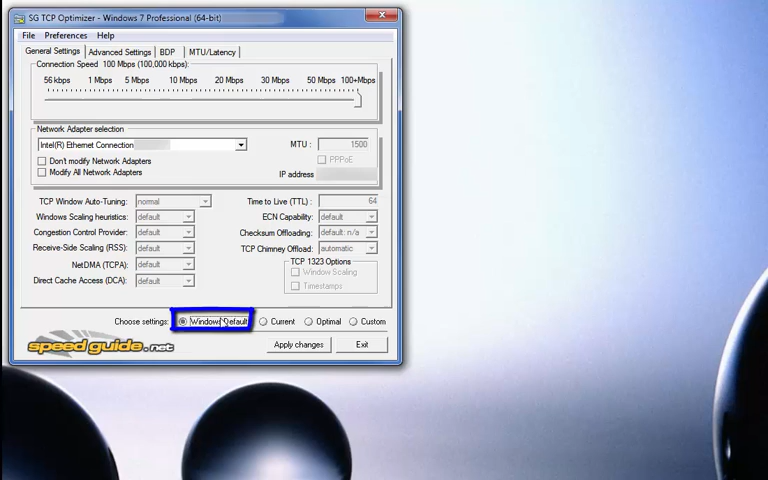 SG TCP Optimizer - Windows 7 Professional (64-bit)
File Preferences Help
General Settings Advanced Settings BDP MTU/Latency
Connection Speed 100 Mbps (100,000 kbps):
56 kbps 1 Mbps 5 Mbps 10 Mbps 20 Mbps 30 Mbps 50 Mbps 100+Mbps
Network Adapter selection
Intel(R) Ethernet Connection
MTU : 1500
Don't modify Network Adapters
PPPoE
Modify All Network Adapters
IP address
TCP Window Auto-Tuning: normal
Time to Live (TTL) : 64
Windows Scaling heuristics: default
ECN Capability: default
Congestion Control Provider: default
Checksum Offloading: default: n/a
Receive-Side Scaling (RSS): default
TCP Chimney Offload: automatic
TCP 1323 Options
NetDMA (TCPA): default
Window Scaling
Direct Cache Access (DCA): default
Timestamps
Choose settings: Windows Default Current Optimal Custom
speed guide.net
Apply changes Exit